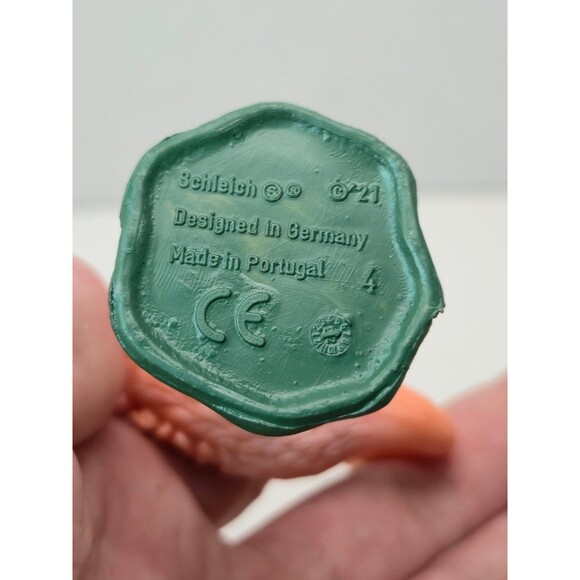 Schleich Ⓢ ® © '21
Designed in Germany
Made in Portugal 4
CE